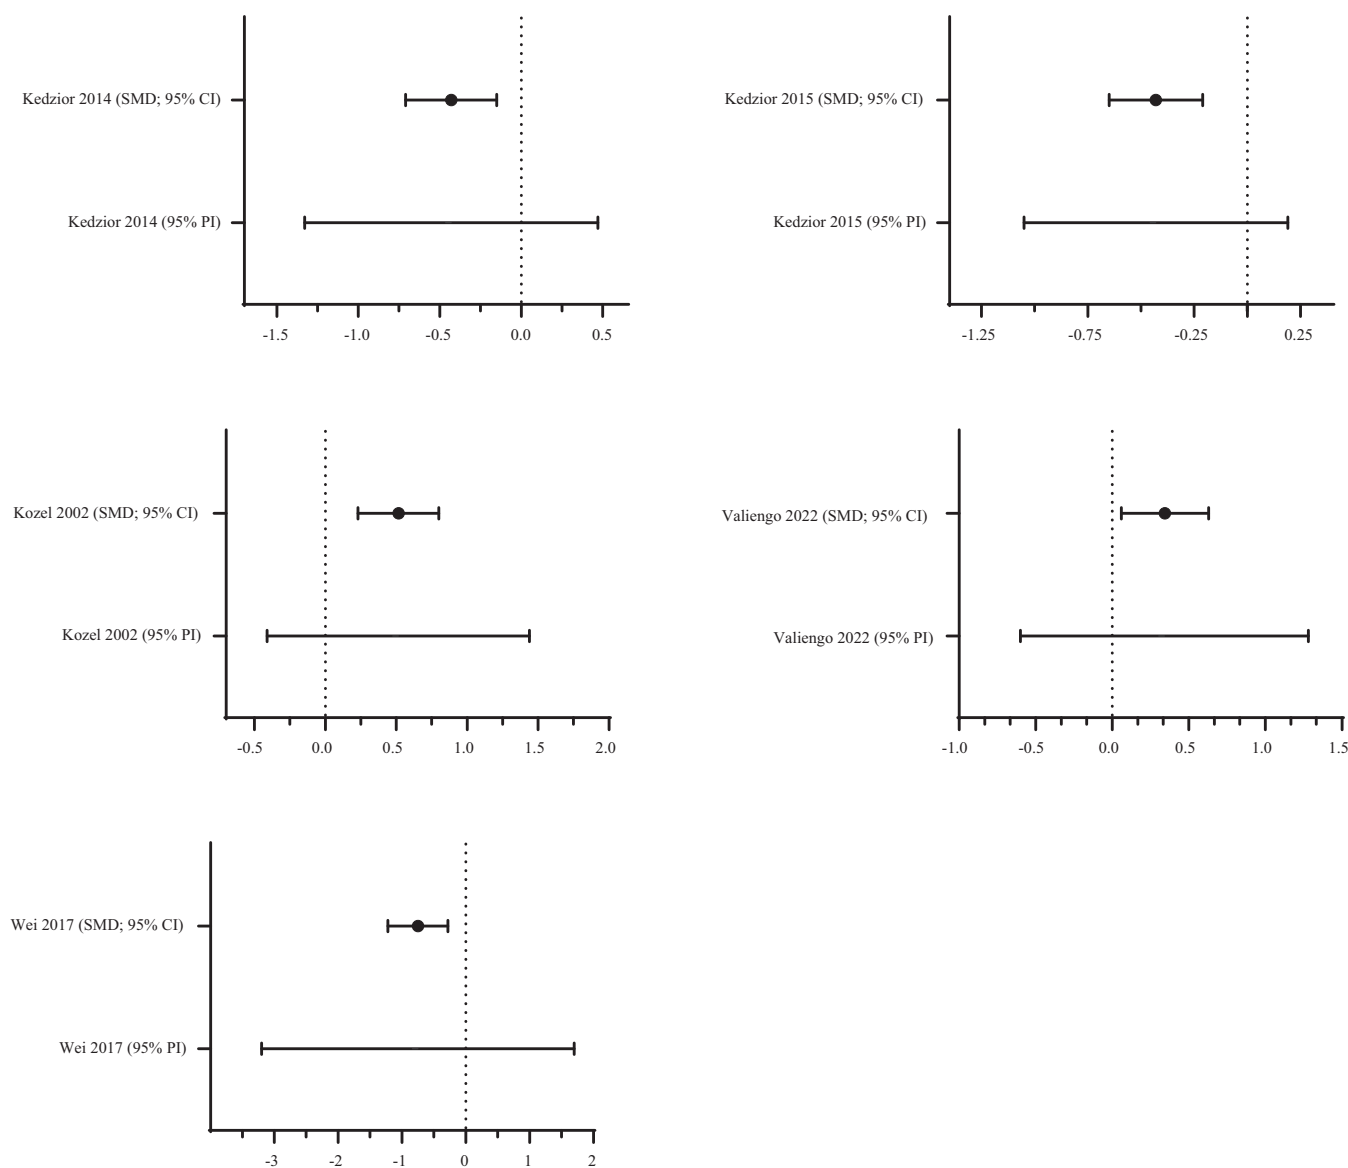 Kedzior 2014 (SMD; 95% CI)
Kedzior 2014 (95% PI)
-1.5 -1.0 -0.5 0.0 0.5
Kedzior 2015 (SMD; 95% CI)
Kedzior 2015 (95% PI)
-1.25 -0.75 -0.25 0.25
Kozel 2002 (SMD; 95% CI)
Kozel 2002 (95% PI)
-0.5 0.0 0.5 1.0 1.5 2.0
Valiengo 2022 (SMD; 95% CI)
Valiengo 2022 (95% PI)
-1.0 -0.5 0.0 0.5 1.0 1.5
Wei 2017 (SMD; 95% CI)
Wei 2017 (95% PI)
-3 -2 -1 0 1 2